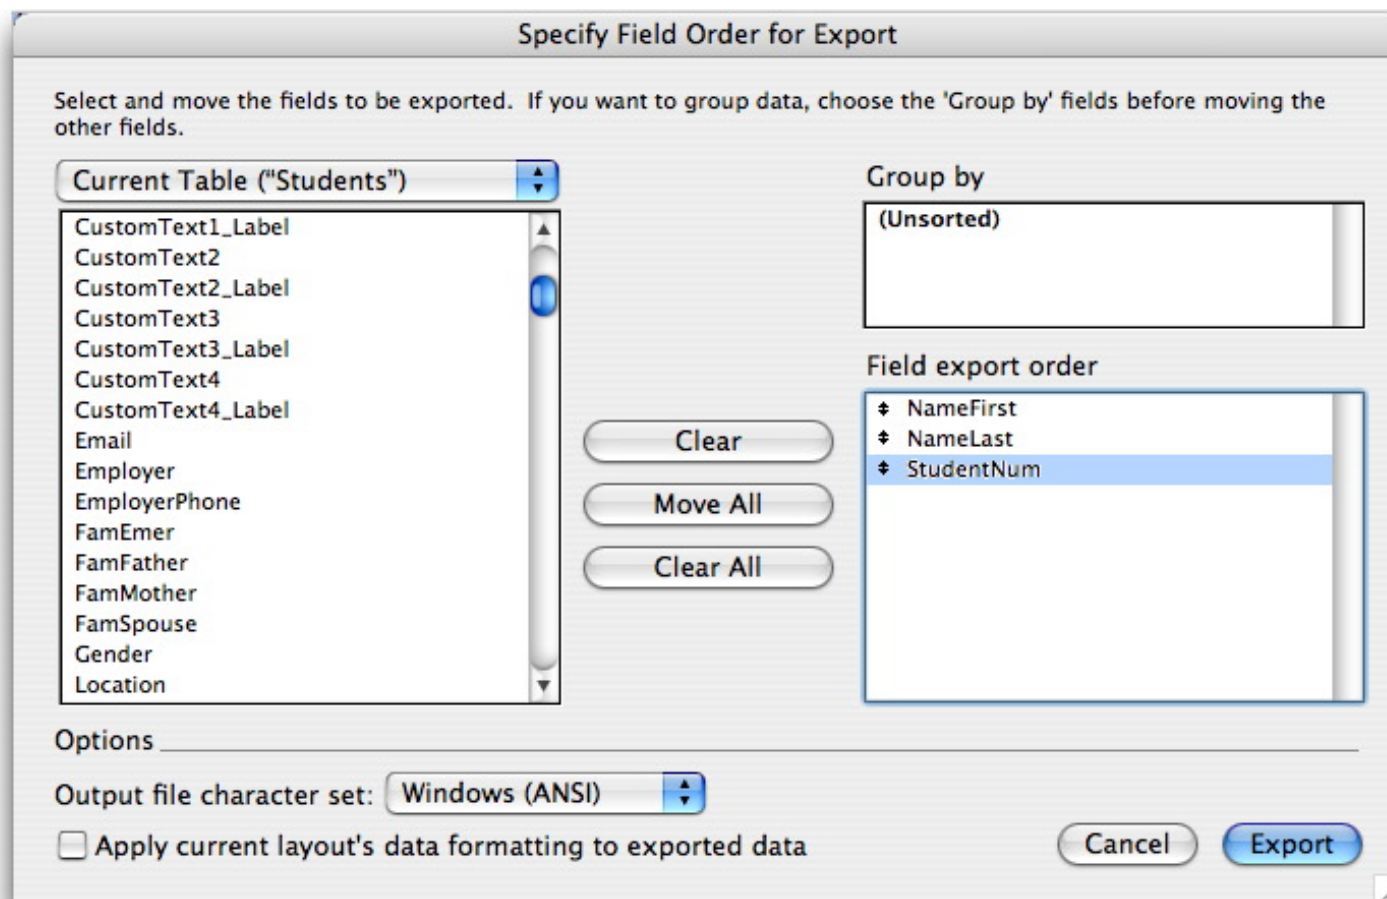 Specify Field Order for Export
Select and move the fields to be exported.  If you want to group data, choose the 'Group by' fields before moving the
other fields.
Current Table (“Students”)
CustomText1_Label
CustomText2
CustomText2_Label
CustomText3
CustomText3_Label
CustomText4
CustomText4_Label
Email
Employer
EmployerPhone
FamEmer
FamFather
FamMother
FamSpouse
Gender
Location
Clear
Move All
Clear All
Group by
(Unsorted)
Field export order
NameFirst
NameLast
StudentNum
Options
Output file character set: Windows (ANSI)
Apply current layout's data formatting to exported data
Cancel
Export